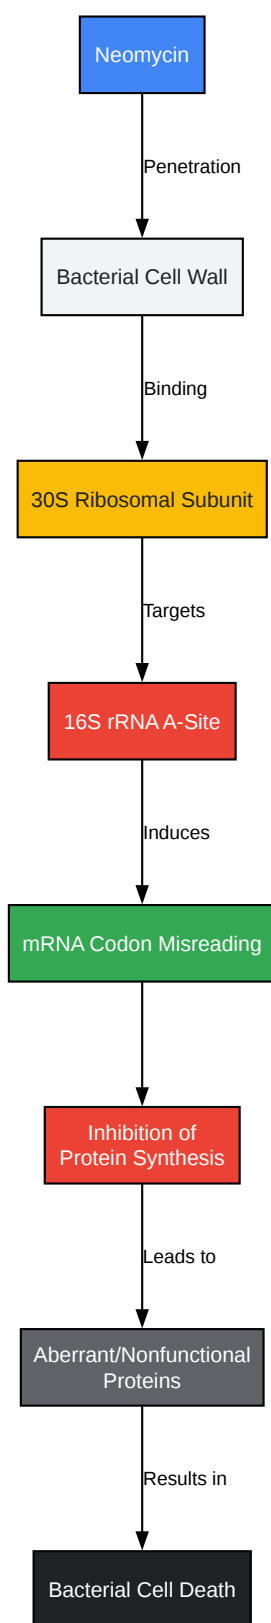 Neomycin
Penetration
Bacterial Cell Wall
Binding
30S Ribosomal Subunit
Targets
16S rRNA A-Site
Induces
mRNA Codon Misreading
Inhibition of
Protein Synthesis
Leads to
Aberrant/Nonfunctional
Proteins
Results in
Bacterial Cell Death